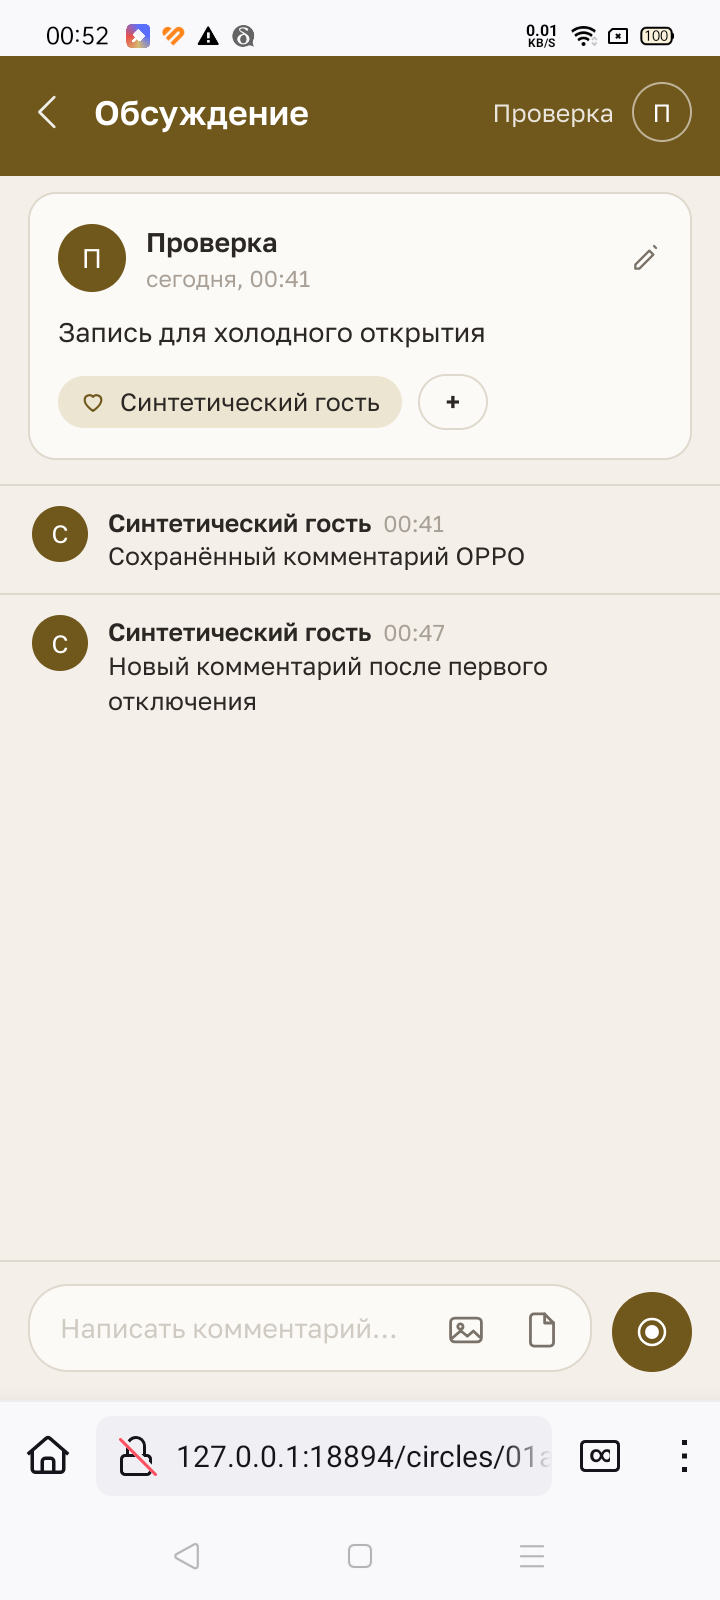 00:52
0.01
KB/S
100
Обсуждение
Проверка
П
П
Проверка
сегодня, 00:41
Запись для холодного открытия
Синтетический гость
+
С
Синтетический гость 00:41
Сохранённый комментарий OPPO
С
Синтетический гость 00:47
Новый комментарий после первого
отключения
Написать комментарий...
127.0.0.1:18894/circles/01a